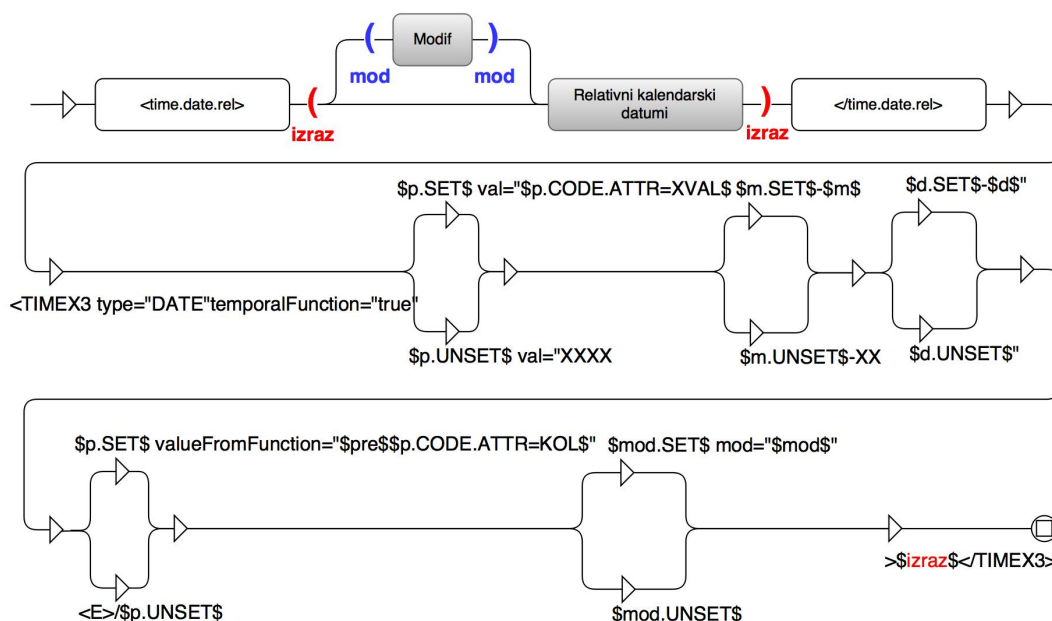 ( Modif )
mod mod
<time.date.rel> ( Relativni kalendarski datumi ) </time.date.rel>
izraz izraz
$p.SET$ val="$p.CODE.ATTR=XVAL$ $m.SET$-$m$ $d.SET$-$d$"
<TIMEX3 type="DATE"temporalFunction="true"
$p.UNSET$ val="XXXX $m.UNSET$-XX $d.UNSET$"
$p.SET$ valueFromFunction="$pre$$p.CODE.ATTR=KOL$" $mod.SET$ mod="$mod$"
>$izraz$</TIMEX3>
<E>/$p.UNSET$ $mod.UNSET$